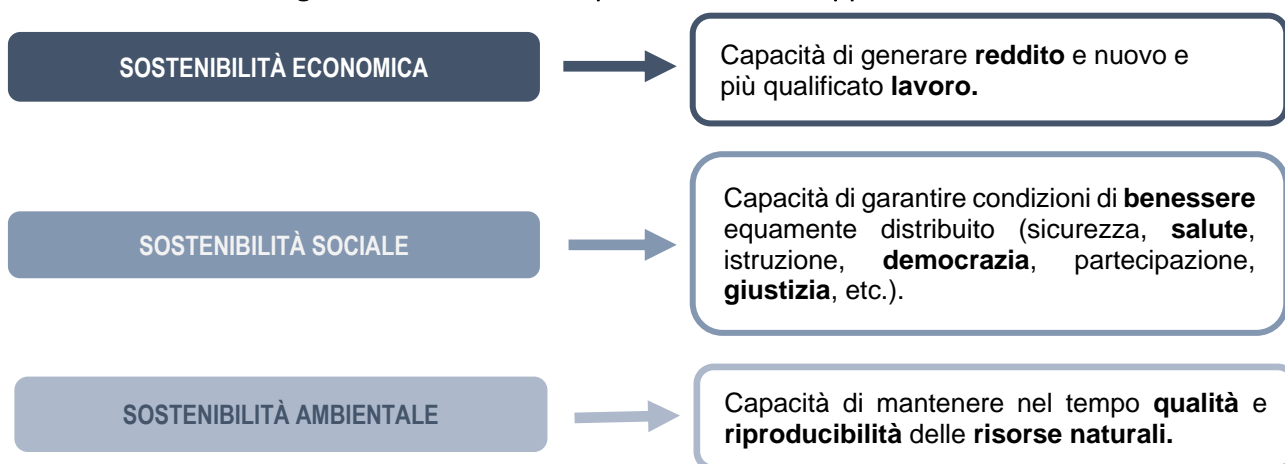 SOSTENIBILITÀ ECONOMICA
Capacità di generare reddito e nuovo e
più qualificato lavoro.
SOSTENIBILITÀ SOCIALE
Capacità di garantire condizioni di benessere
equamente distribuito (sicurezza, salute,
istruzione, democrazia, partecipazione,
giustizia, etc.).
SOSTENIBILITÀ AMBIENTALE
Capacità di mantenere nel tempo qualità e
riproducibilità delle risorse naturali.